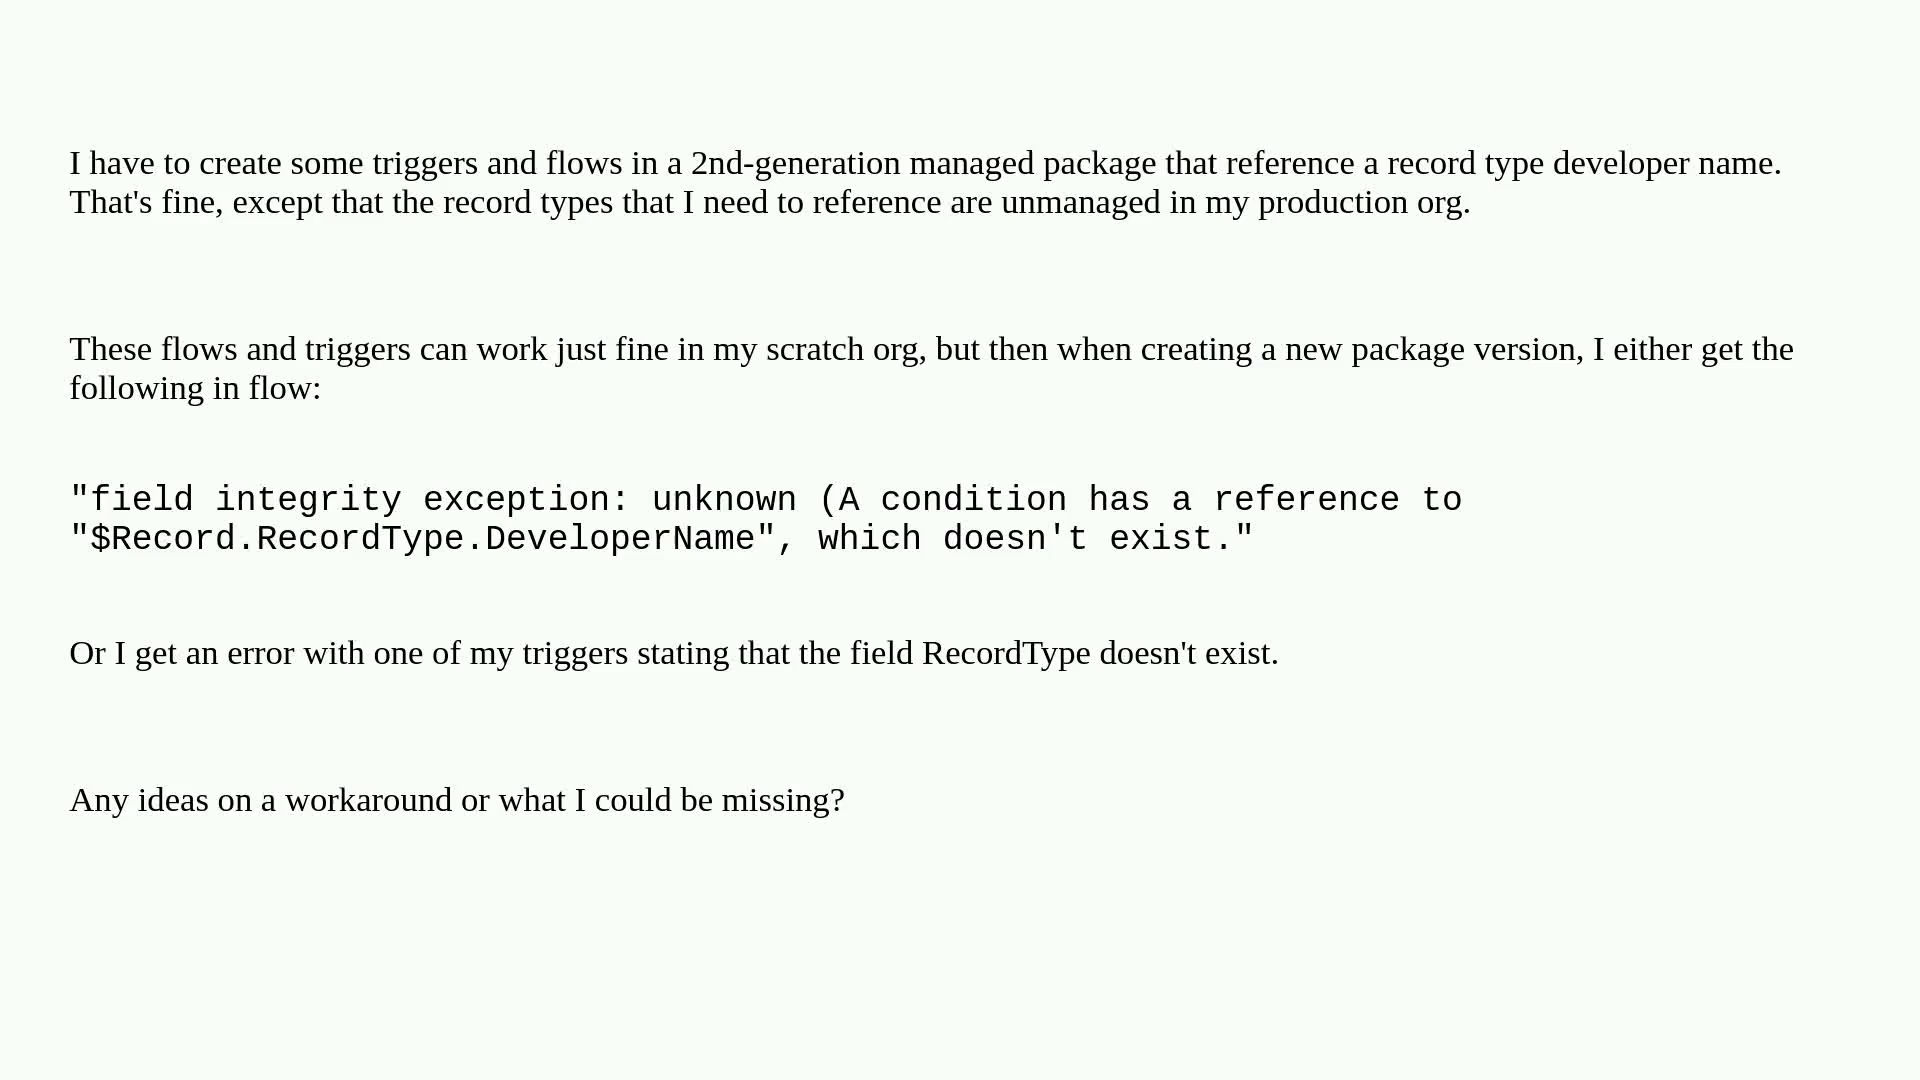 I have to create some triggers and flows in a 2nd-generation managed package that reference a record type developer name.
That's fine, except that the record types that I need to reference are unmanaged in my production org.
These flows and triggers can work just fine in my scratch org, but then when creating a new package version, I either get the
following in flow:
"field integrity exception: unknown (A condition has a reference to
"$Record.RecordType.DeveloperName", which doesn't exist."
Or I get an error with one of my triggers stating that the field RecordType doesn't exist.
Any ideas on a workaround or what I could be missing?